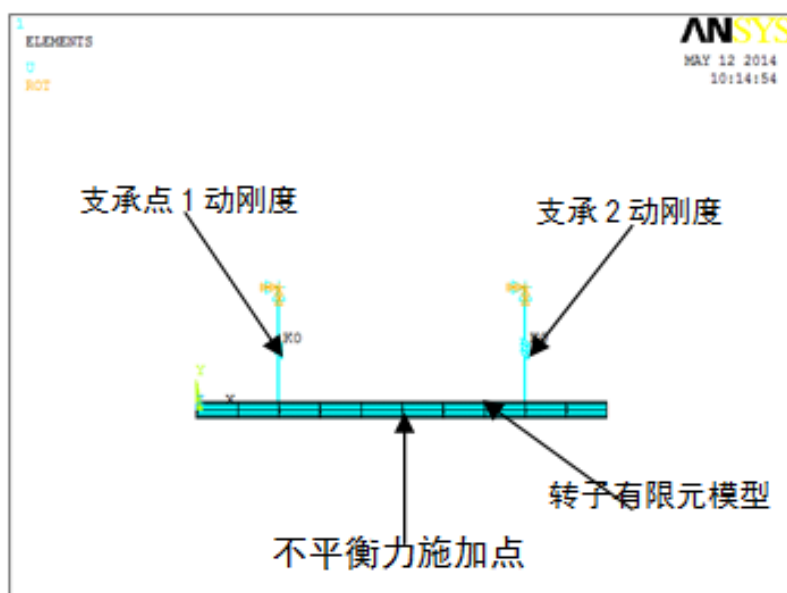 1
ELEMENTS
U
ROT
ANSYS
MAY 12 2014
10:14:54
支承点 1 动刚度
支承 2 动刚度
K0
Y
X
转子有限元模型
不平衡力施加点